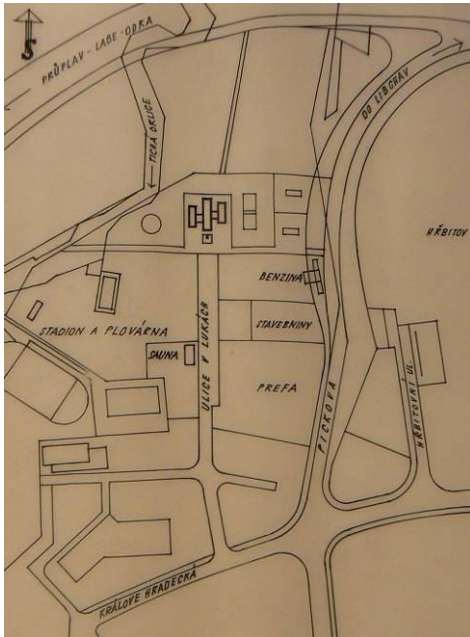 S
PRŮPLAV - LABE - ODRA
← TICHÁ ORLICE
DO LIBCHAV
HŘBITOV
BENZINA
STADION A PLOVÁRNA
STAVEBNINY
SAUNA
ULICE V LUKÁCH
PREFA
PICKOVA
HŘBITOVNÍ UL.
KRÁLOVE HRADECKÁ